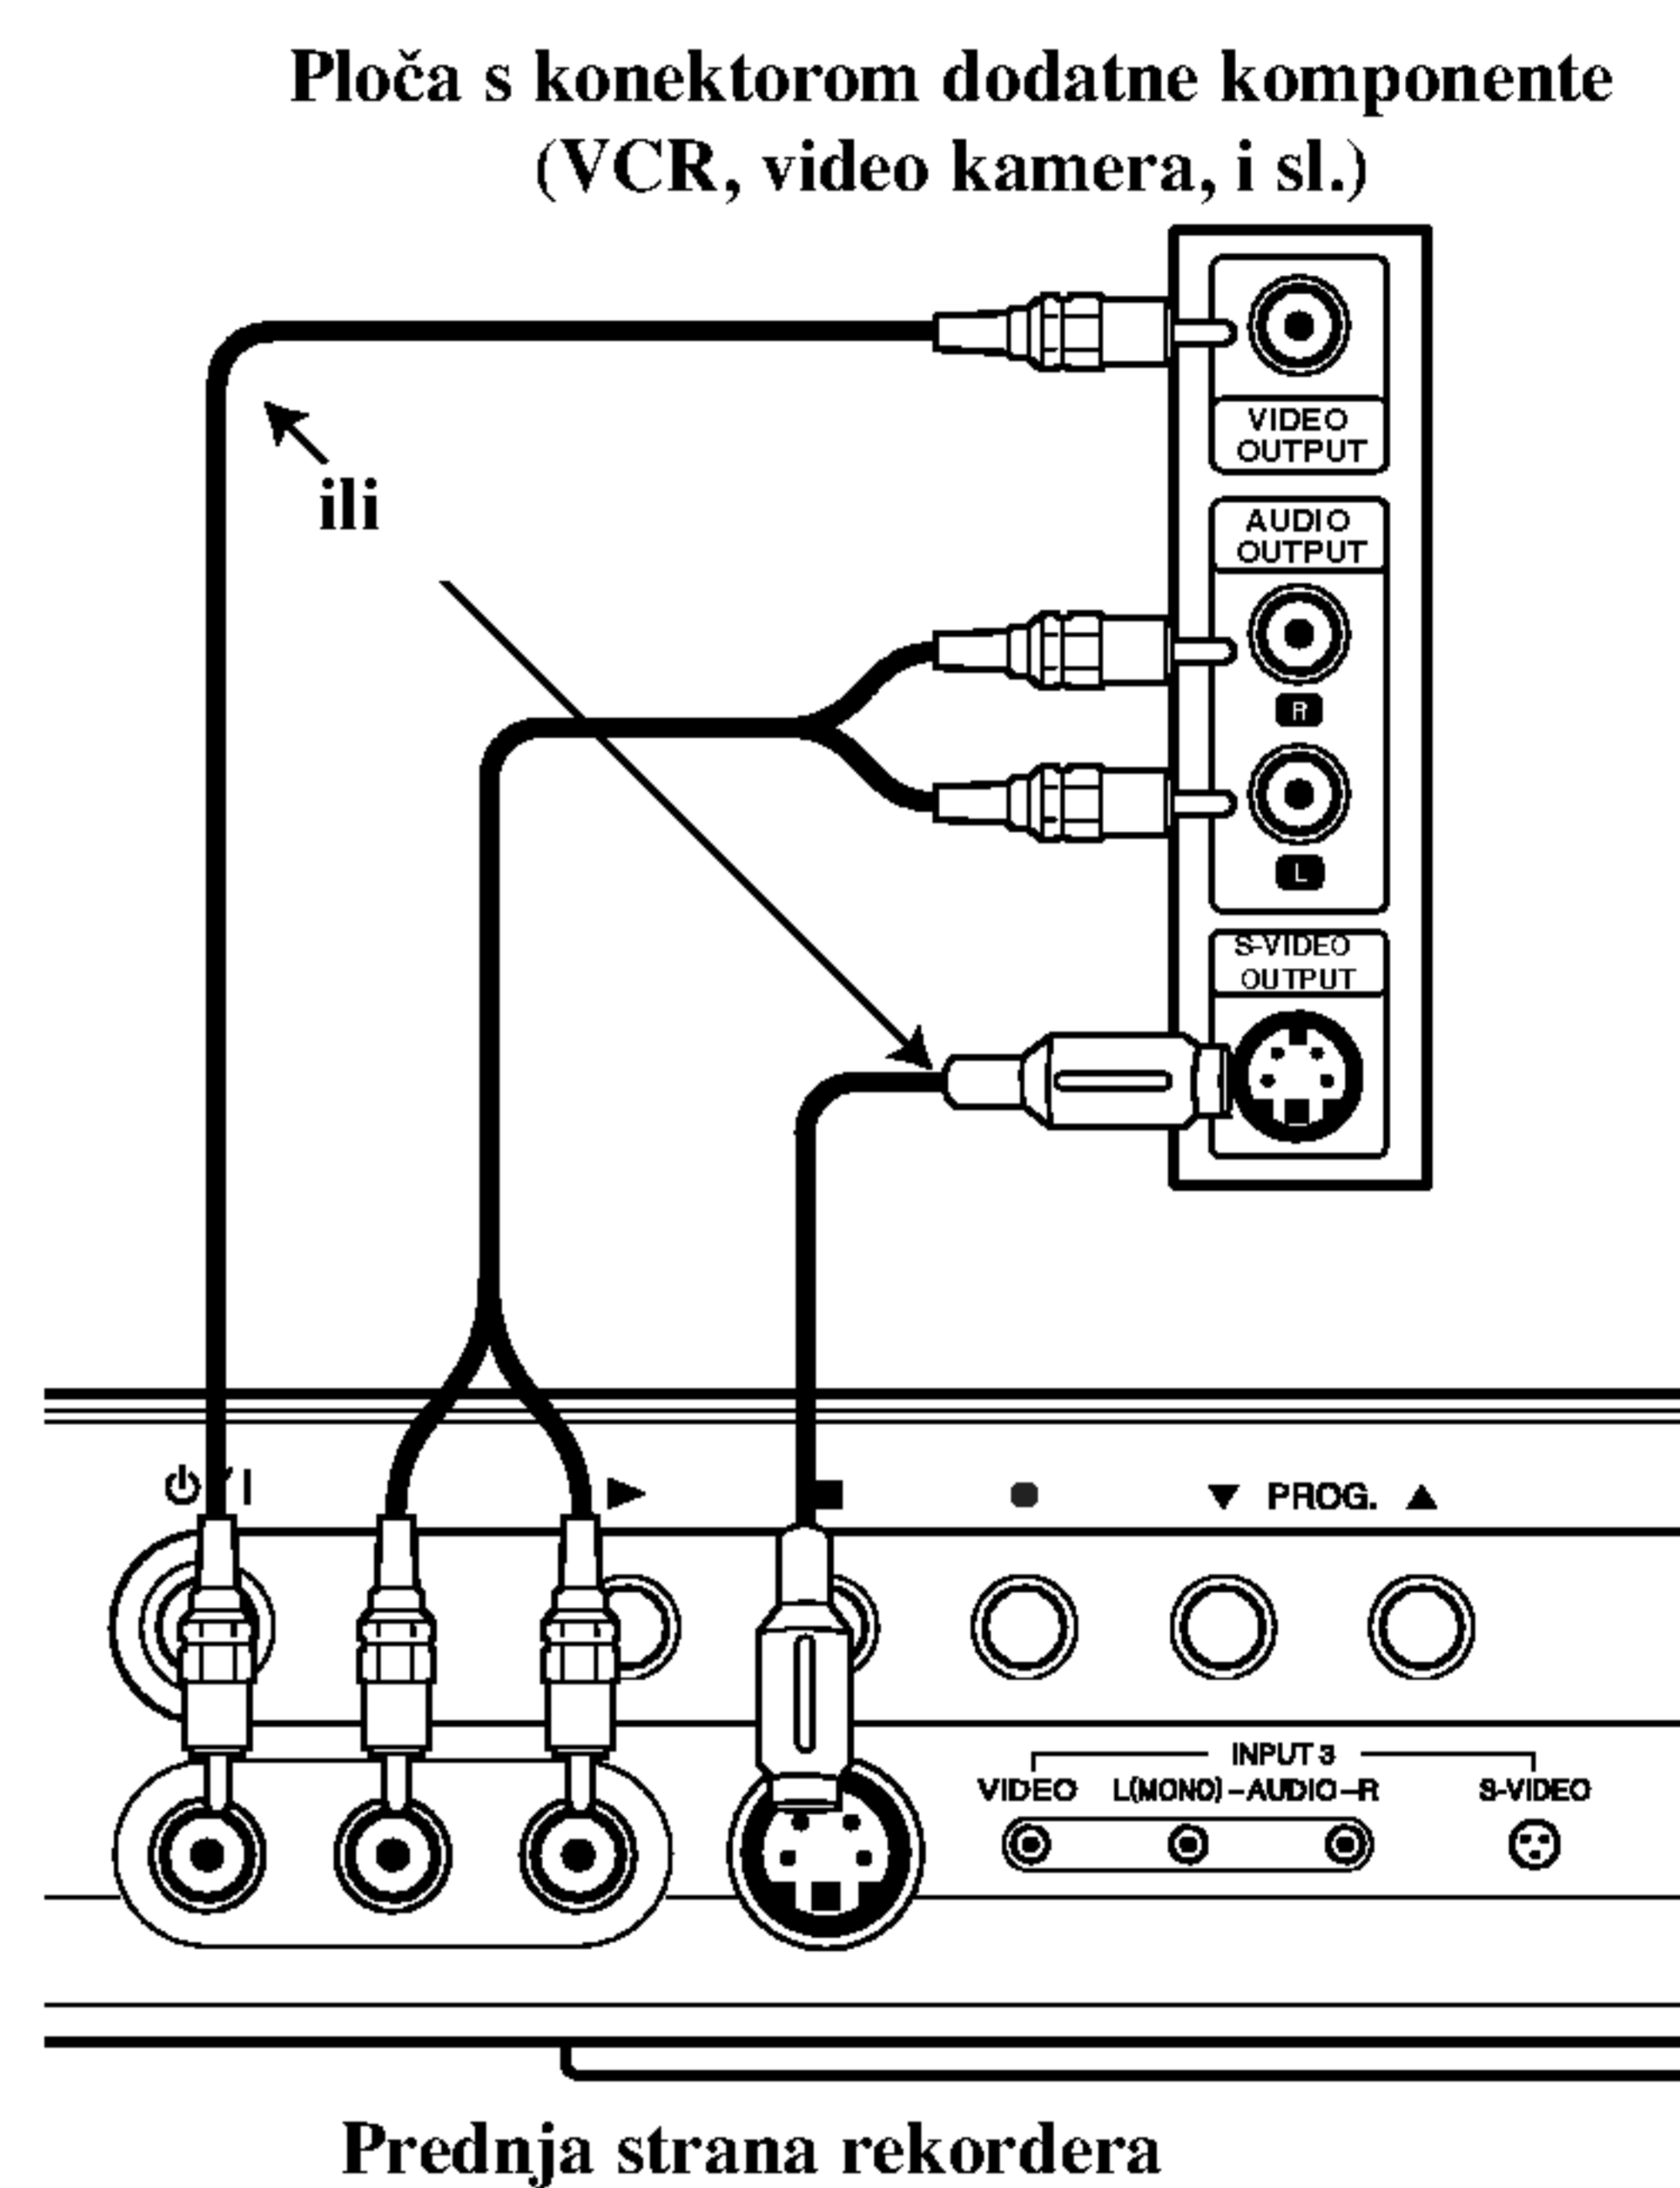 Ploča s konektorom dodatne komponente
(VCR, video kamera, i sl.)
VIDEO
OUTPUT
ili
AUDIO
OUTPUT
R
L
S-VIDEO
OUTPUT
PROG.
INPUT 3
VIDEO L(MONO) – AUDIO – R S-VIDEO
Prednja strana rekordera